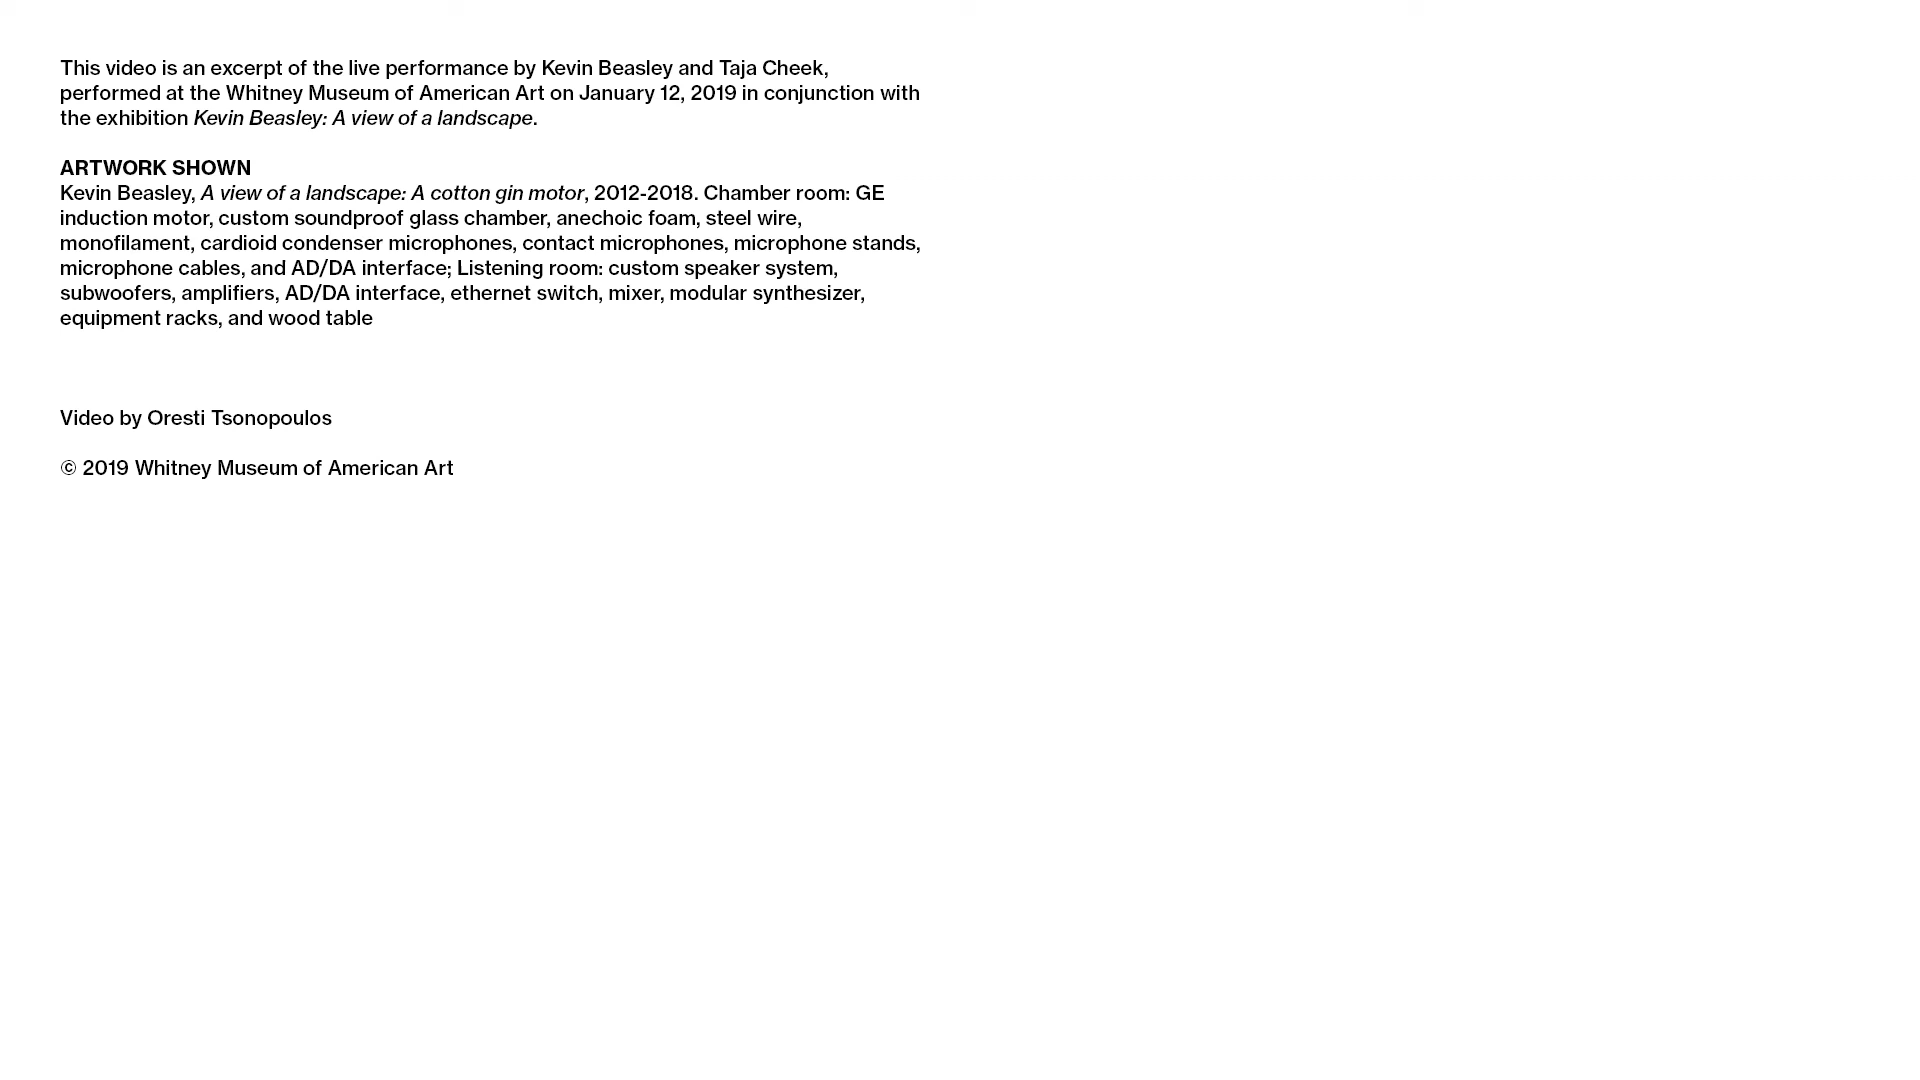 This video is an excerpt of the live performance by Kevin Beasley and Taja Cheek,
performed at the Whitney Museum of American Art on January 12, 2019 in conjunction with
the exhibition Kevin Beasley: A view of a landscape.
ARTWORK SHOWN
Kevin Beasley, A view of a landscape: A cotton gin motor, 2012-2018. Chamber room: GE
induction motor, custom soundproof glass chamber, anechoic foam, steel wire,
monofilament, cardioid condenser microphones, contact microphones, microphone stands,
microphone cables, and AD/DA interface; Listening room: custom speaker system,
subwoofers, amplifiers, AD/DA interface, ethernet switch, mixer, modular synthesizer,
equipment racks, and wood table
Video by Oresti Tsonopoulos
© 2019 Whitney Museum of American Art